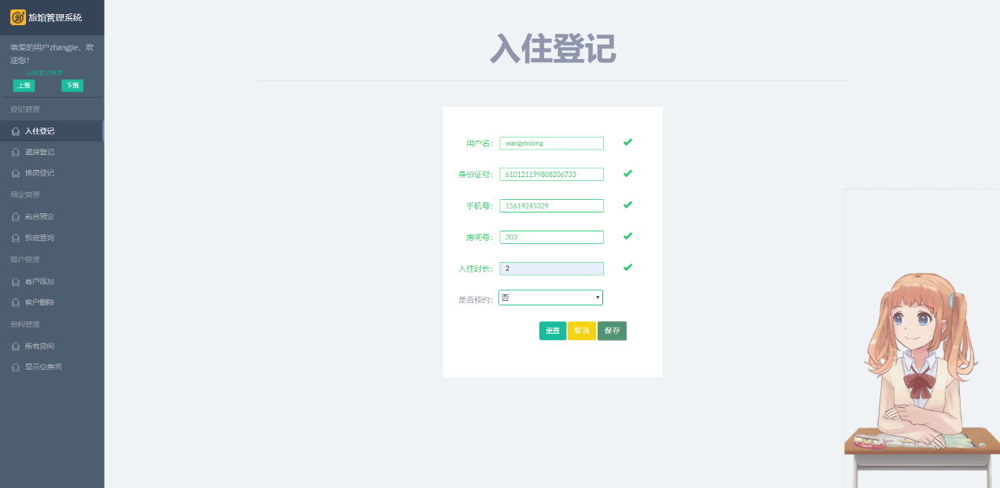 旅馆管理系统
亲爱的用户zhangjie，欢
迎您！
点击退出登录
上班 下班
登记管理
入住登记
退房登记
换房登记
预定管理
前台预定
预定查询
客户管理
客户添加
客户删除
房间管理
所有房间
显示空房间
入住登记
用户名： wangyinlong
身份证号： 610121199808206733
手机号： 15619245329
房间号： 203
入住时长： 2
是否预约： 否
重置 取消 保存